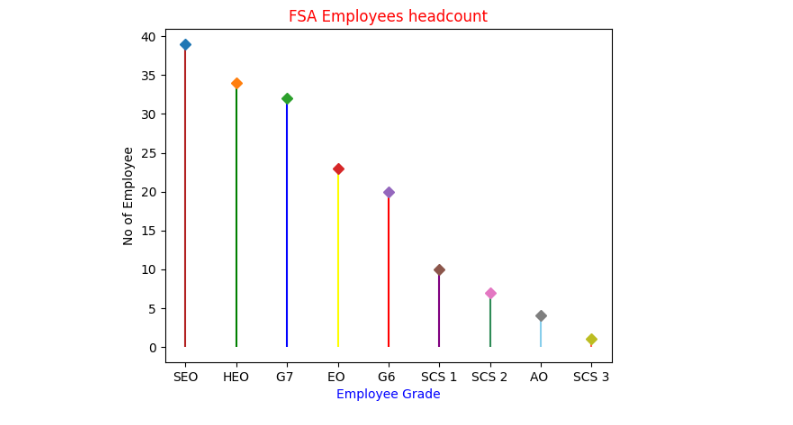 FSA Employees headcount
40
35
30
25
20
15
10
5
0
No of Employee
SEO HEO G7 EO G6 SCS 1 SCS 2 AO SCS 3
Employee Grade